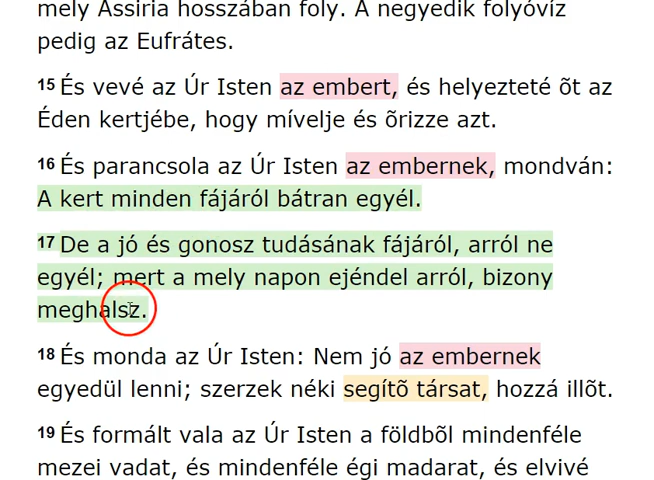 mely Assiria hosszában foly. A negyedik folyóvíz
pedig az Eufrátes.
15 És vevé az Úr Isten az embert, és helyezteté õt az
Éden kertjébe, hogy mívelje és õrizze azt.
16 És parancsola az Úr Isten az embernek, mondván:
A kert minden fájáról bátran egyél.
17 De a jó és gonosz tudásának fájáról, arról ne
egyél; mert a mely napon ejéndel arról, bizony
meghalsz.
18 És monda az Úr Isten: Nem jó az embernek
egyedül lenni; szerzek néki segítõ társat, hozzá illõt.
19 És formált vala az Úr Isten a földbõl mindenféle
mezei vadat, és mindenféle égi madarat, és elvivé